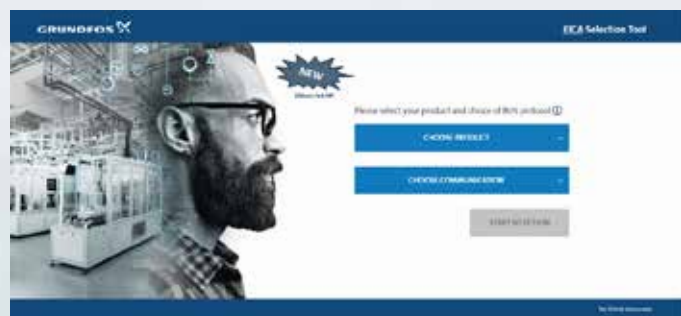 GRUNDFOS
EICA Selection Tool
NEW
Please select your product and choice of BUS protocol
CHOOSE PRODUCT
CHOOSE COMMUNICATION
START SELECTION